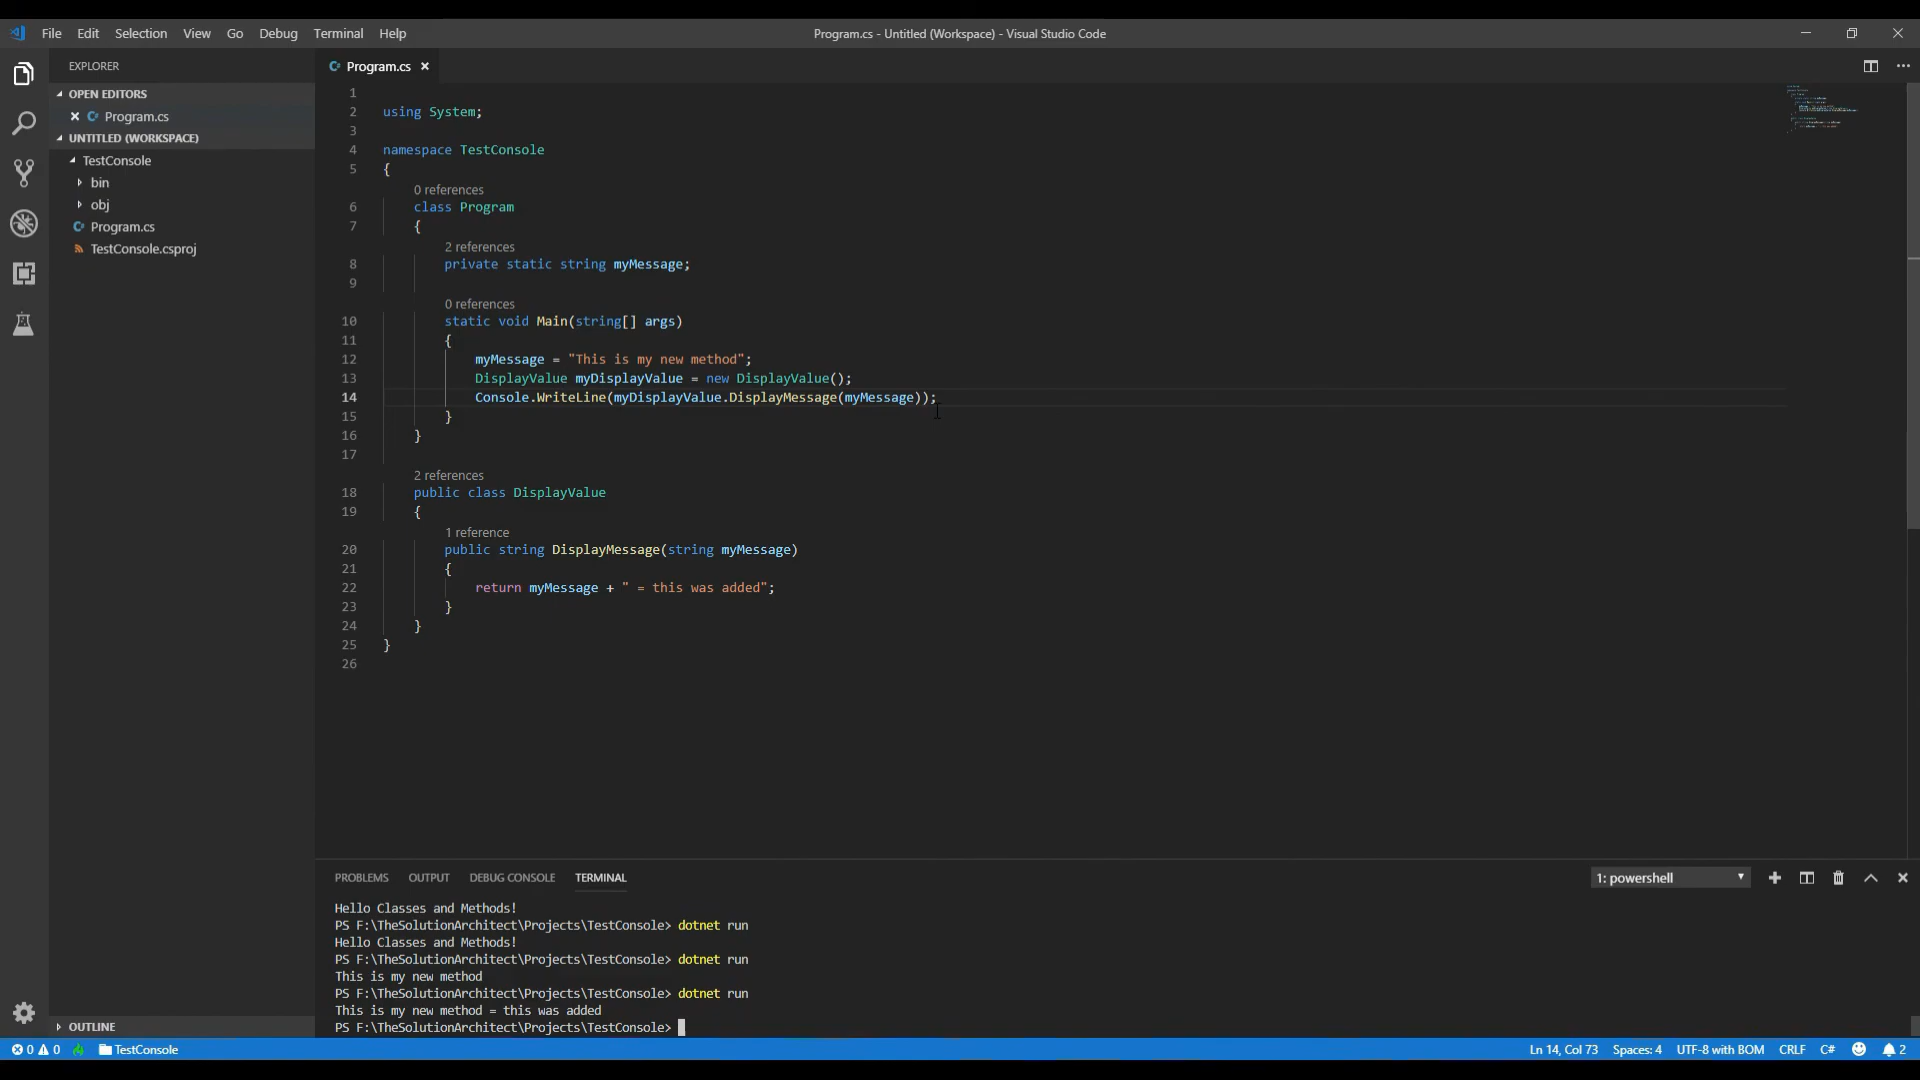 File Edit Selection View Go Debug Terminal Help
Program.cs - Untitled (Workspace) - Visual Studio Code
EXPLORER
OPEN EDITORS
Program.cs
UNTITLED (WORKSPACE)
TestConsole
bin
obj
Program.cs
TestConsole.csproj
OUTLINE
Program.cs
1
2 using System;
3
4 namespace TestConsole
5 {
0 references
6 class Program
7 {
2 references
8 private static string myMessage;
9
0 references
10 static void Main(string[] args)
11 {
12 myMessage = "This is my new method";
13 DisplayValue myDisplayValue = new DisplayValue();
14 Console.WriteLine(myDisplayValue.DisplayMessage(myMessage));
15 }
16 }
17
2 references
18 public class DisplayValue
19 {
1 reference
20 public string DisplayMessage(string myMessage)
21 {
22 return myMessage + " = this was added";
23 }
24 }
25 }
26
PROBLEMS OUTPUT DEBUG CONSOLE TERMINAL
1: powershell
Hello Classes and Methods!
PS F:\TheSolutionArchitect\Projects\TestConsole> dotnet run
Hello Classes and Methods!
PS F:\TheSolutionArchitect\Projects\TestConsole> dotnet run
This is my new method
PS F:\TheSolutionArchitect\Projects\TestConsole> dotnet run
This is my new method = this was added
PS F:\TheSolutionArchitect\Projects\TestConsole>
0 0 TestConsole
Ln 14, Col 73 Spaces: 4 UTF-8 with BOM CRLF C# 2